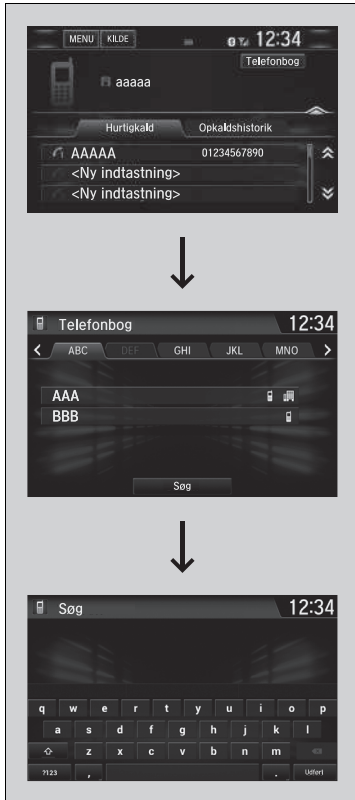 MENU KILDE 12:34
Telefonbog
aaaaa
Hurtigkald Opkaldshistorik
AAAAA 01234567890
<Ny indtastning>
<Ny indtastning>
Telefonbog 12:34
ABC DEF GHI JKL MNO
AAA
BBB
Søg
Søg 12:34
q w e r t y u i o p
a s d f g h j k l
z x c v b n m
?123 , . Udført